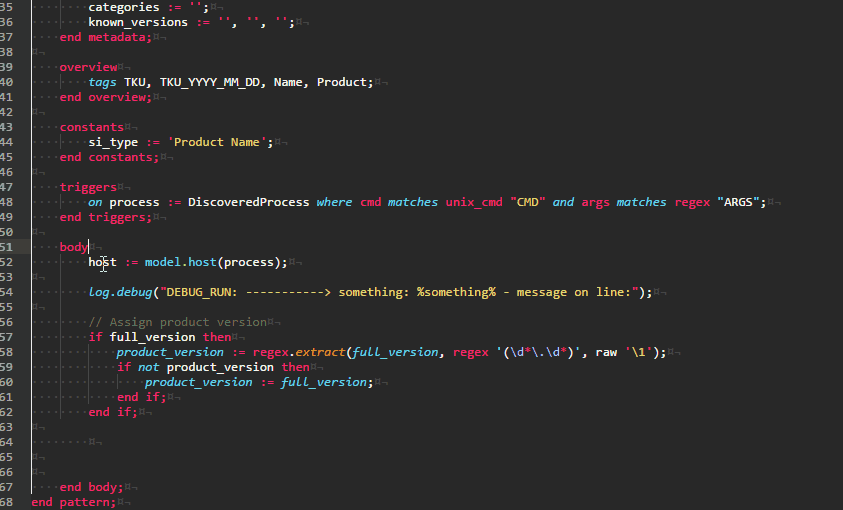 35 categories := '';
36 known_versions := '', '', '';
37 end metadata;
38
39 overview
40 tags TKU, TKU_YYYY_MM_DD, Name, Product;
41 end overview;
42
43 constants
44 si_type := 'Product Name';
45 end constants;
46
47 triggers
48 on process := DiscoveredProcess where cmd matches unix_cmd "CMD" and args matches regex "ARGS";
49 end triggers;
50
51 body
52 host := model.host(process);
53
54 log.debug("DEBUG_RUN: -----------> something: %something% - message on line:");
55
56 // Assign product version
57 if full_version then
58 product_version := regex.extract(full_version, regex '(\d*\.\d*)', raw '\1');
59 if not product_version then
60 product_version := full_version;
61 end if;
62 end if;
63
64
65
66
67 end body;
68 end pattern;